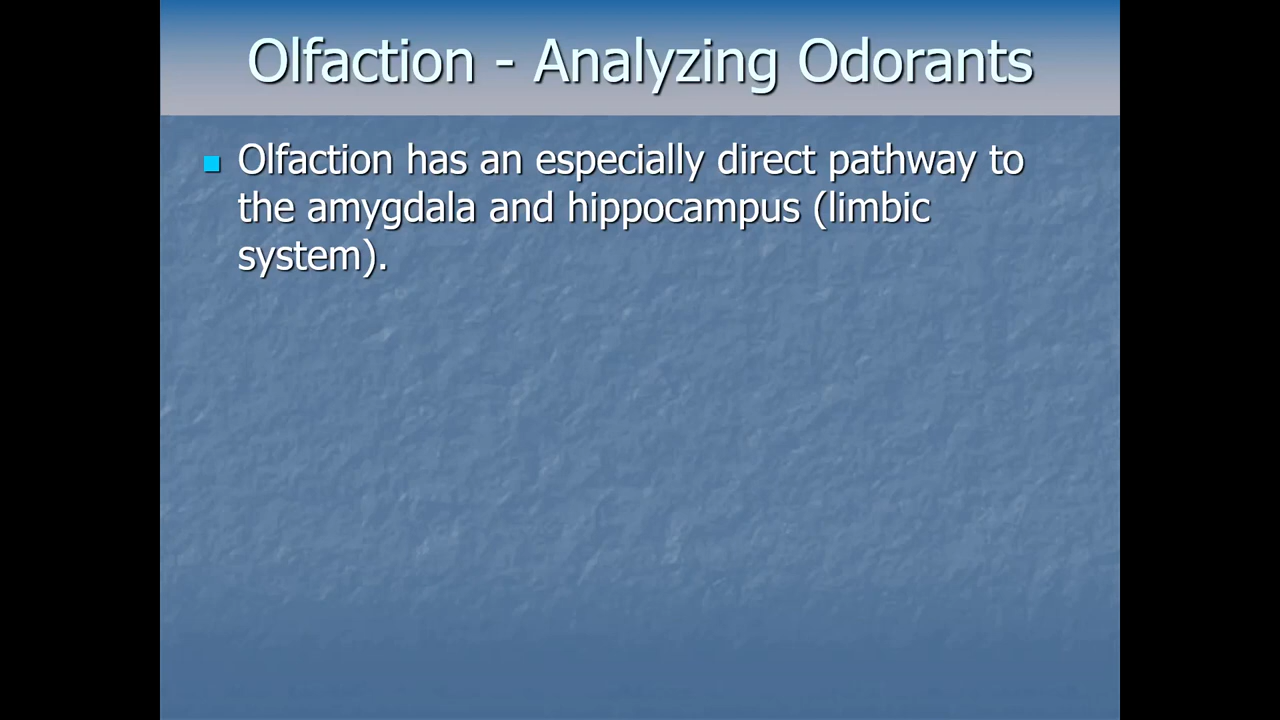 Olfaction - Analyzing Odorants
Olfaction has an especially direct pathway to
the amygdala and hippocampus (limbic
system).